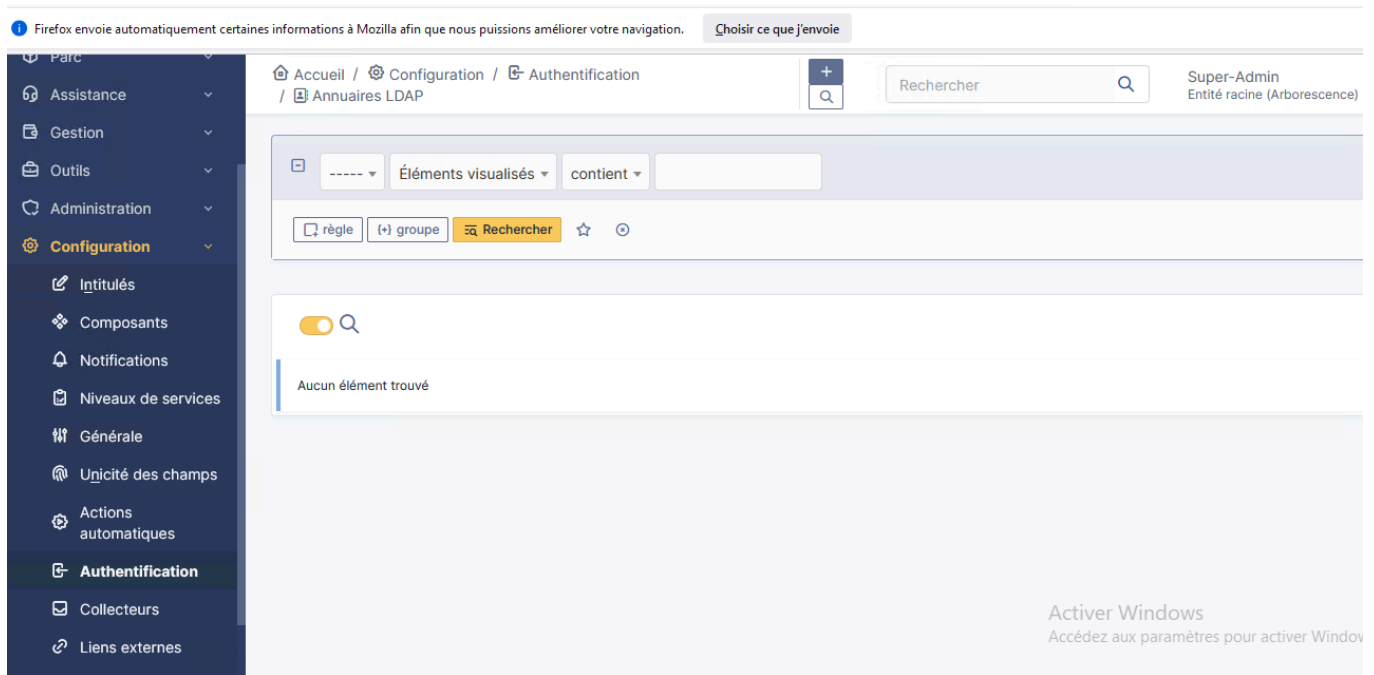 Firefox envoie automatiquement certaines informations à Mozilla afin que nous puissions améliorer votre navigation. Choisir ce que j'envoie
Parc
Assistance
Gestion
Outils
Administration
Configuration
Intitulés
Composants
Notifications
Niveaux de services
Générale
Unicité des champs
Actions
automatiques
Authentification
Collecteurs
Liens externes
Accueil / Configuration / Authentification
/ Annuaires LDAP
+
Rechercher
Super-Admin
Entité racine (Arborescence)
----- Éléments visualisés contient
règle {+} groupe Rechercher
Aucun élément trouvé
Activer Windows
Accédez aux paramètres pour activer Window